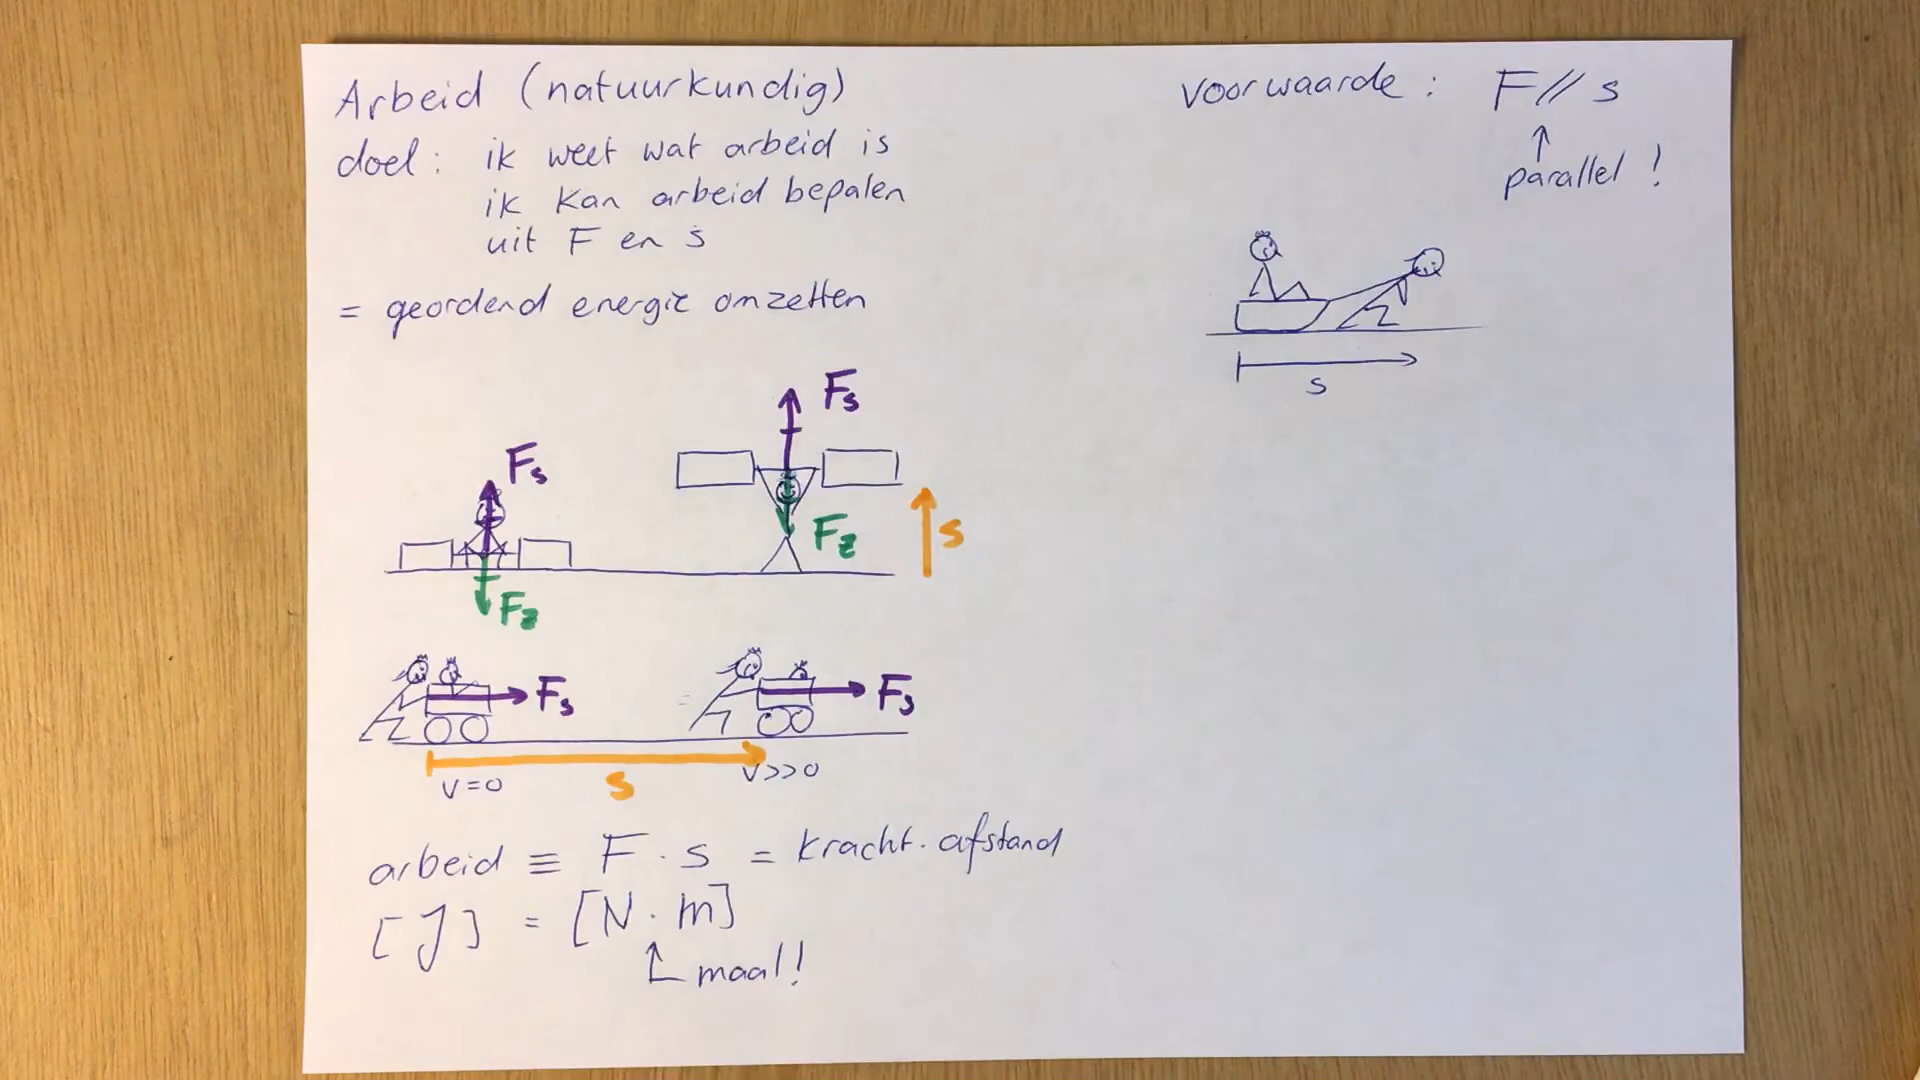 Arbeid (natuurkundig)
doel: ik weet wat arbeid is
ik kan arbeid bepalen
uit F en s
= geordend energie omzetten
Fs
Fz
Fs
Fz
s
Fs
Fs
v=0
s
v>>0
arbeid ≡ F · s = kracht · afstand
[J] = [N · m]
maal!
voorwaarde: F // s
parallel!
s